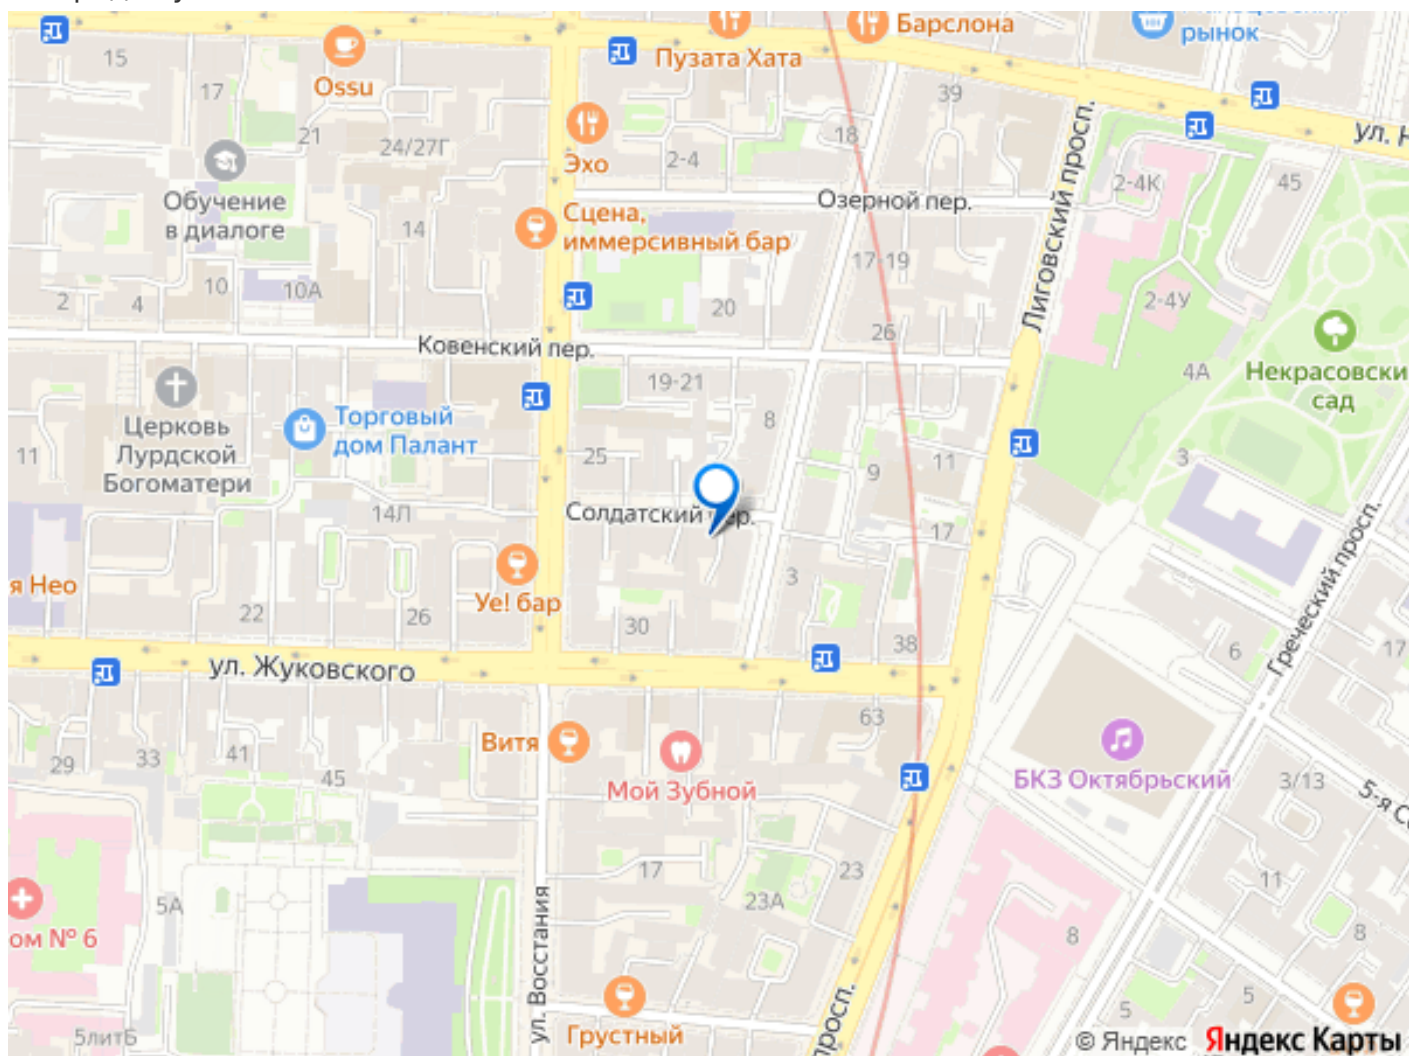 Барслона
рынок
Пузата Хата
15
Ossu
17
21
24/27Г
Эхо
2-4
18
39
2-4К
45
Обучение
в диалоге
Озерной пер.
Лиговский просп.
Сцена,
иммерсивный бар
14
17-19
10
10А
2
4
20
26
2-4У
Ковенский пер.
19-21
4А
Некрасовски
сад
Церковь
Лурдской
Богоматери
Торговый
дом Палант
8
11
25
9
11
3
14Л
Солдатский пер.
17
Греческий просп.
я Нео
Уе! бар
22
26
30
3
38
6
17
ул. Жуковского
63
29
33
41
45
Витя
Мой Зубной
БКЗ Октябрьский
3/13
17
23
23А
11
5А
ом № 6
ул. Восстания
8
8
5
5
5литБ
Грустный
просп.
© Яндекс Яндекс Карты